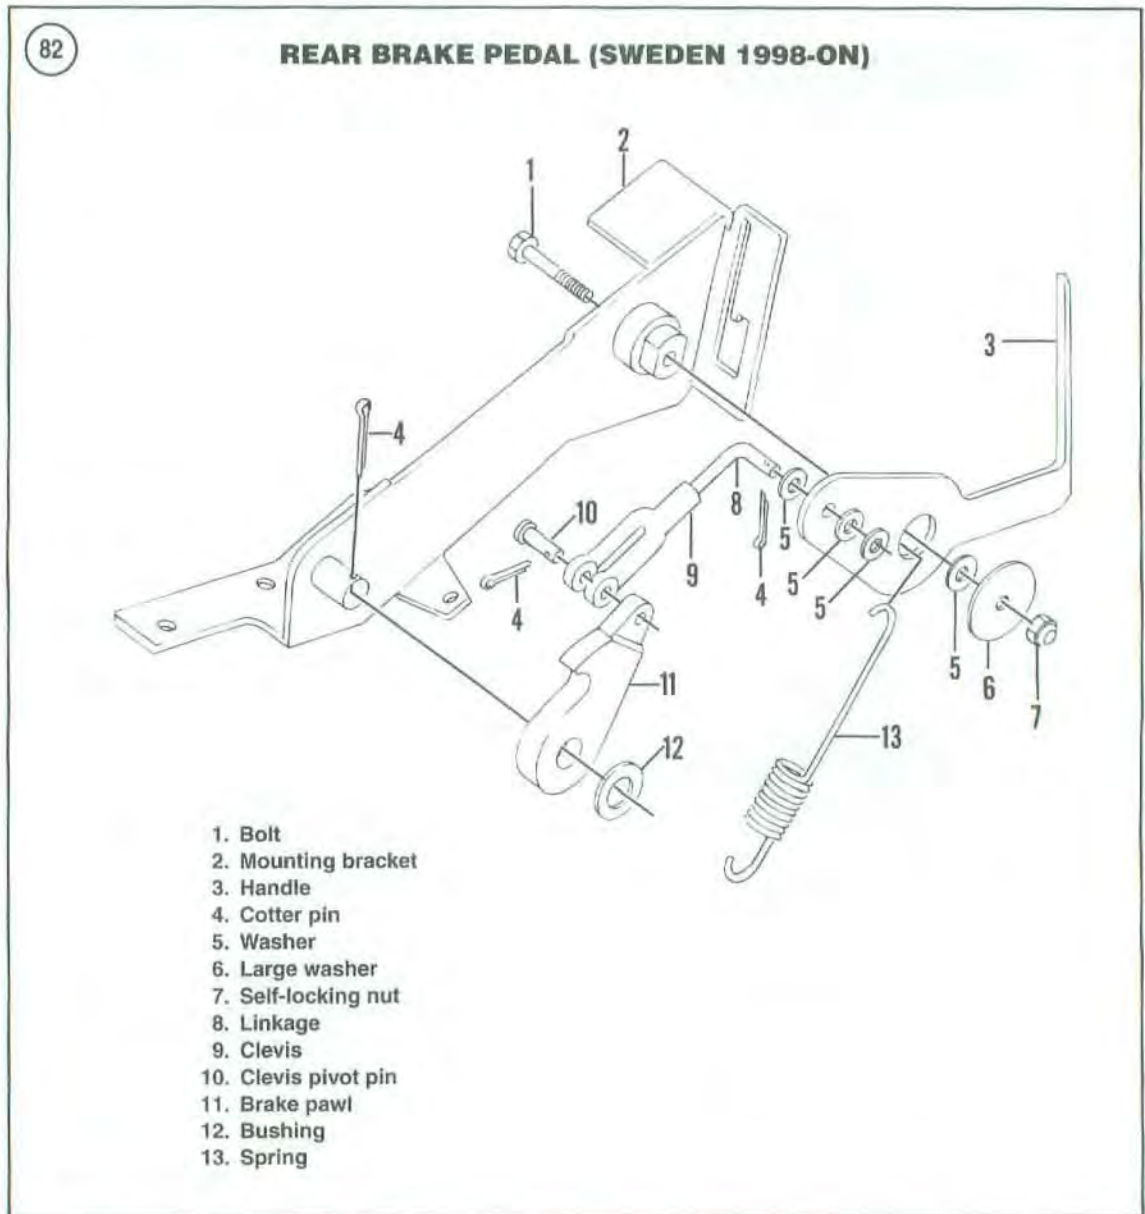 82
REAR BRAKE PEDAL (SWEDEN 1998-ON)
1
2
3
4
5
4
5
5
5
6
7
8
9
10
4
11
12
13
1. Bolt
2. Mounting bracket
3. Handle
4. Cotter pin
5. Washer
6. Large washer
7. Self-locking nut
8. Linkage
9. Clevis
10. Clevis pivot pin
11. Brake pawl
12. Bushing
13. Spring